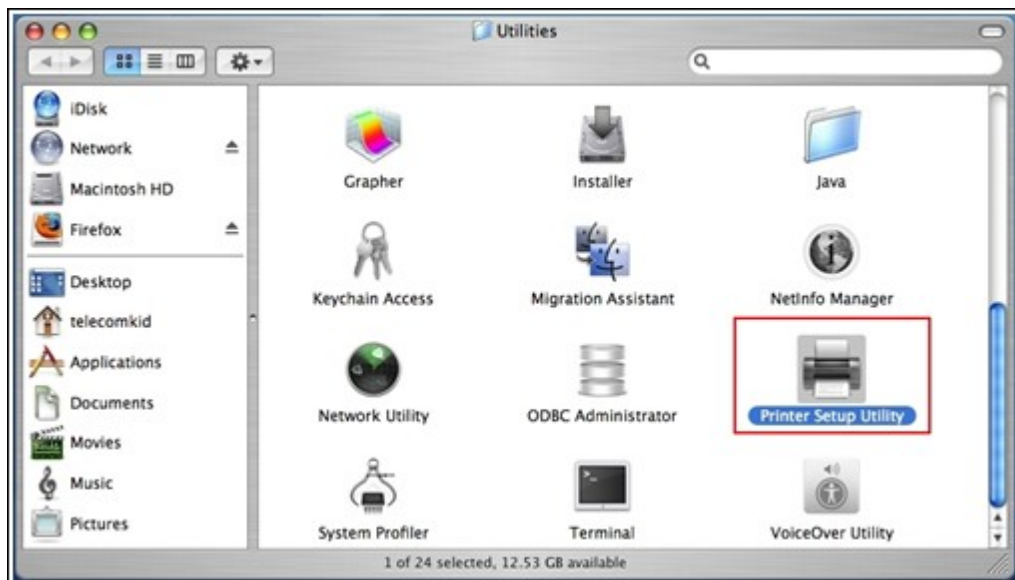 Utilities
iDisk
Network
Macintosh HD
Firefox
Desktop
telecomkid
Applications
Documents
Movies
Music
Pictures
Grapher
Installer
Java
Keychain Access
Migration Assistant
NetInfo Manager
Network Utility
ODBC Administrator
Printer Setup Utility
System Profiler
Terminal
VoiceOver Utility
1 of 24 selected, 12.53 GB available